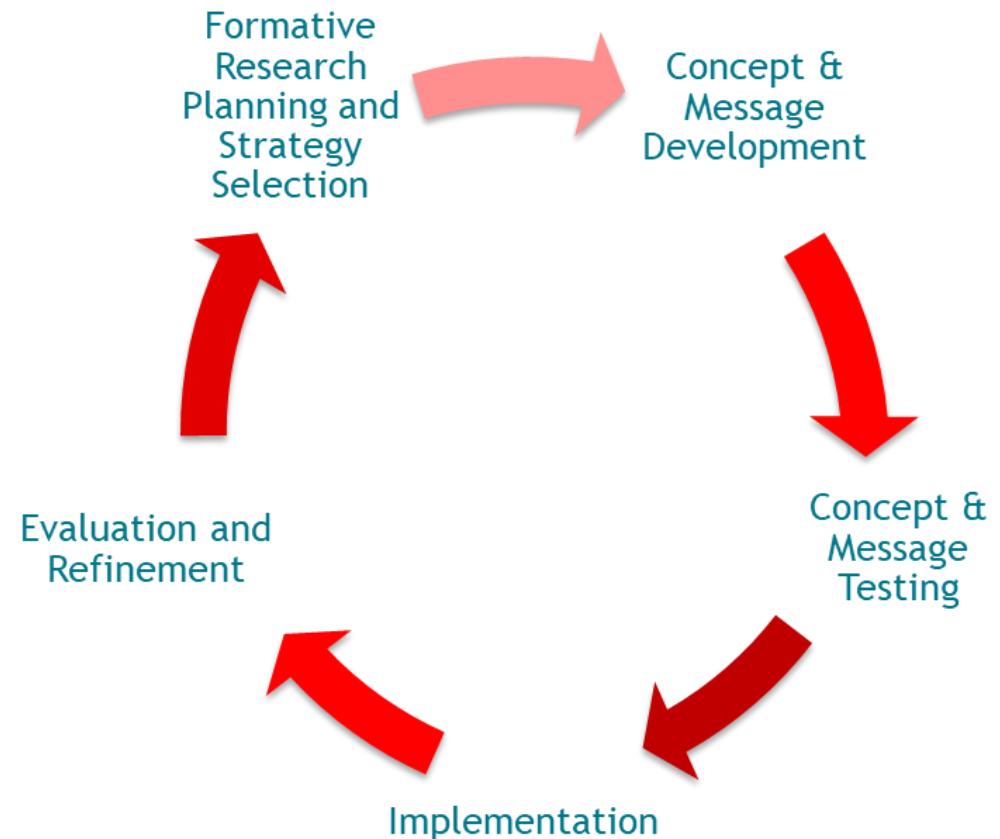 Formative
Research
Planning and
Strategy
Selection
Concept &
Message
Development
Concept &
Message
Testing
Implementation
Evaluation and
Refinement